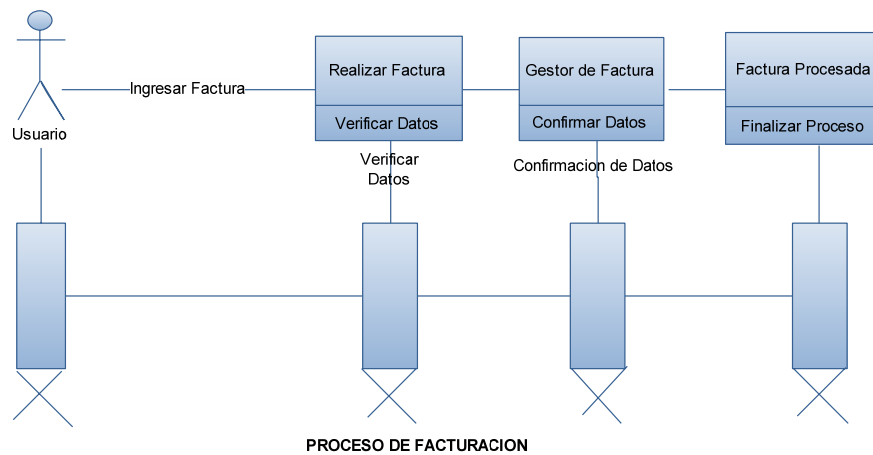 Usuario
Ingresar Factura
Realizar Factura
Verificar Datos
Verificar
Datos
Gestor de Factura
Confirmar Datos
Confirmacion de Datos
Factura Procesada
Finalizar Proceso
PROCESO DE FACTURACION